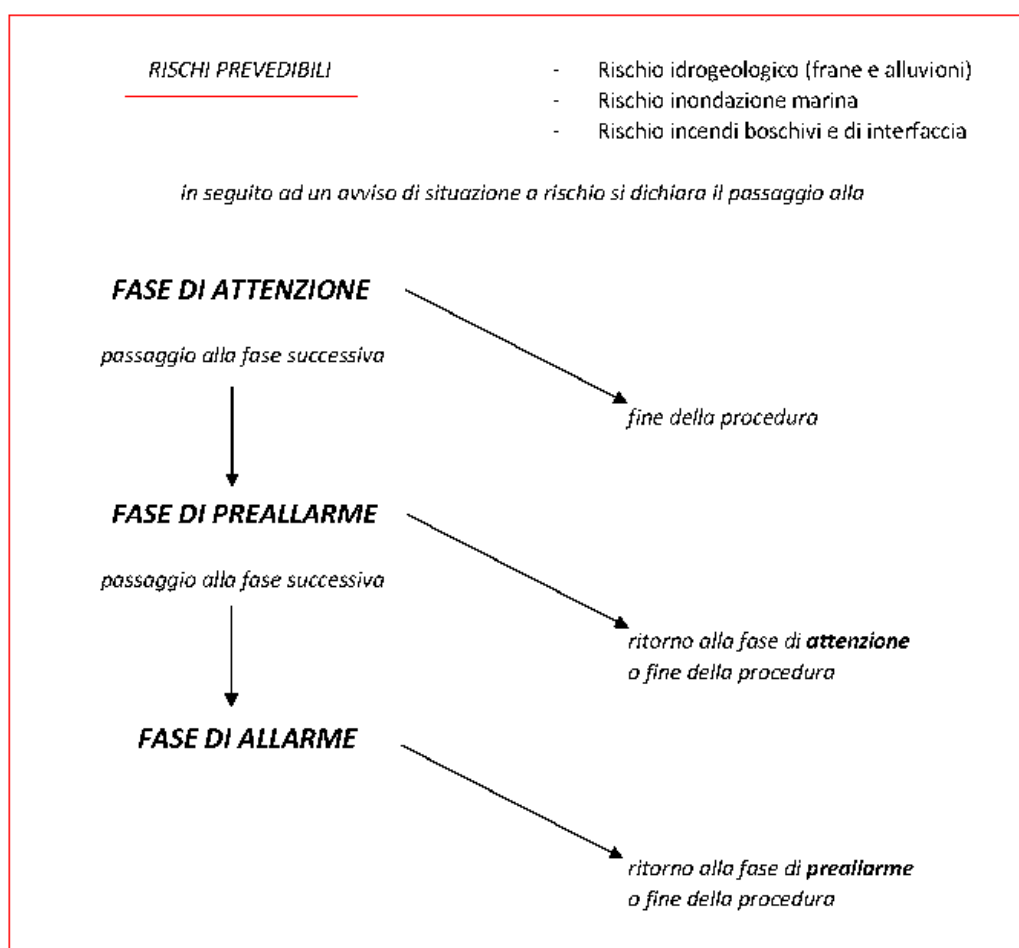 RISCHI PREVEDIBILI
- Rischio idrogeologico (frane e alluvioni)
- Rischio inondazione marina
- Rischio incendi boschivi e di interfaccia
in seguito ad un avviso di situazione a rischio si dichiara il passaggio alla
FASE DI ATTENZIONE
passaggio alla fase successiva
fine della procedura
FASE DI PREALLARME
passaggio alla fase successiva
ritorno alla fase di attenzione
o fine della procedura
FASE DI ALLARME
ritorno alla fase di preallarme
o fine della procedura